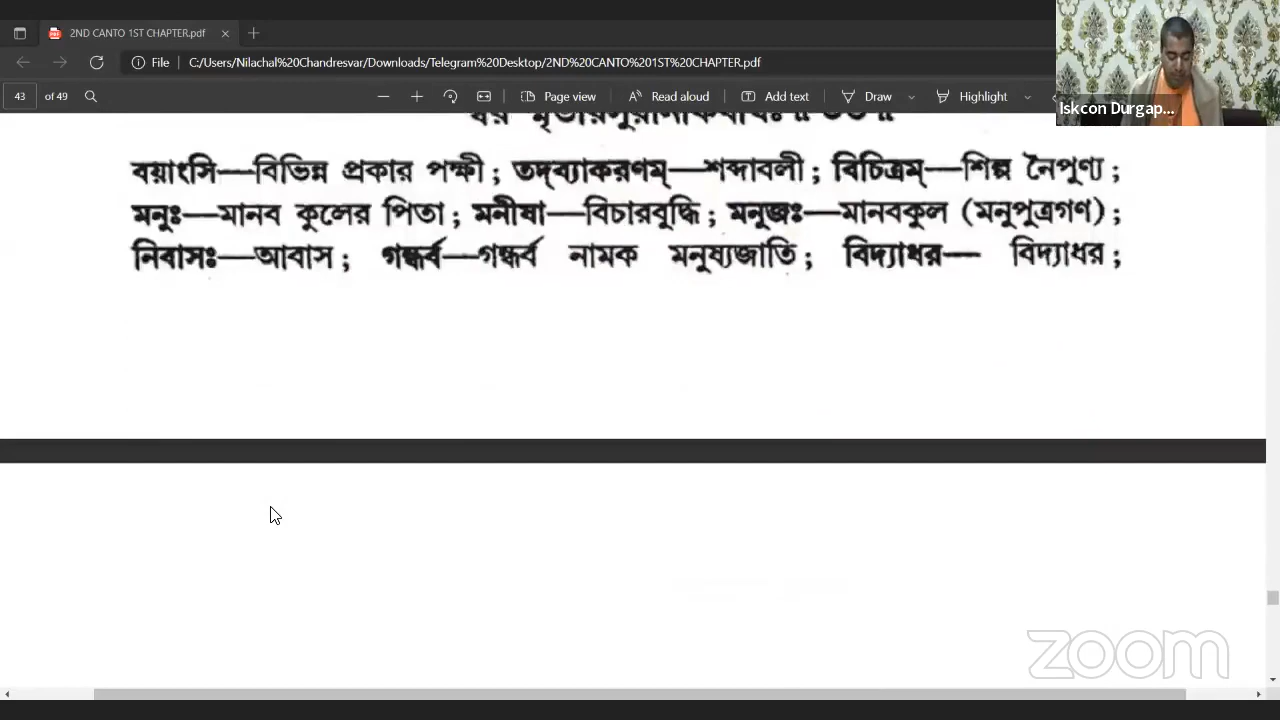 2ND CANTO 1ST CHAPTER.pdf
File C:/Users/Nilachal%20Chandresvar/Downloads/Telegram%20Desktop/2ND%20CANTO%201ST%20CHAPTER.pdf
43 of 49 Page view Read aloud Add text Draw Highlight
Iskcon Durgap...
বয়াংসি—বিভিন্ন প্রকার পক্ষী ; তদ্‌ব্যাকরণম্—শব্দাবলী ; বিচিত্রম্—শিল্প নৈপুণ্য ;
মনুঃ—মানব কুলের পিতা ; মনীষা—বিচারবুদ্ধি ; মনুজঃ—মানবকুল (মনুপুত্রগণ) ;
নিবাসঃ—আবাস ; গন্ধর্ব—গন্ধর্ব নামক মনুষ্যজাতি ; বিদ্যাধর— বিদ্যাধর ;
zoom